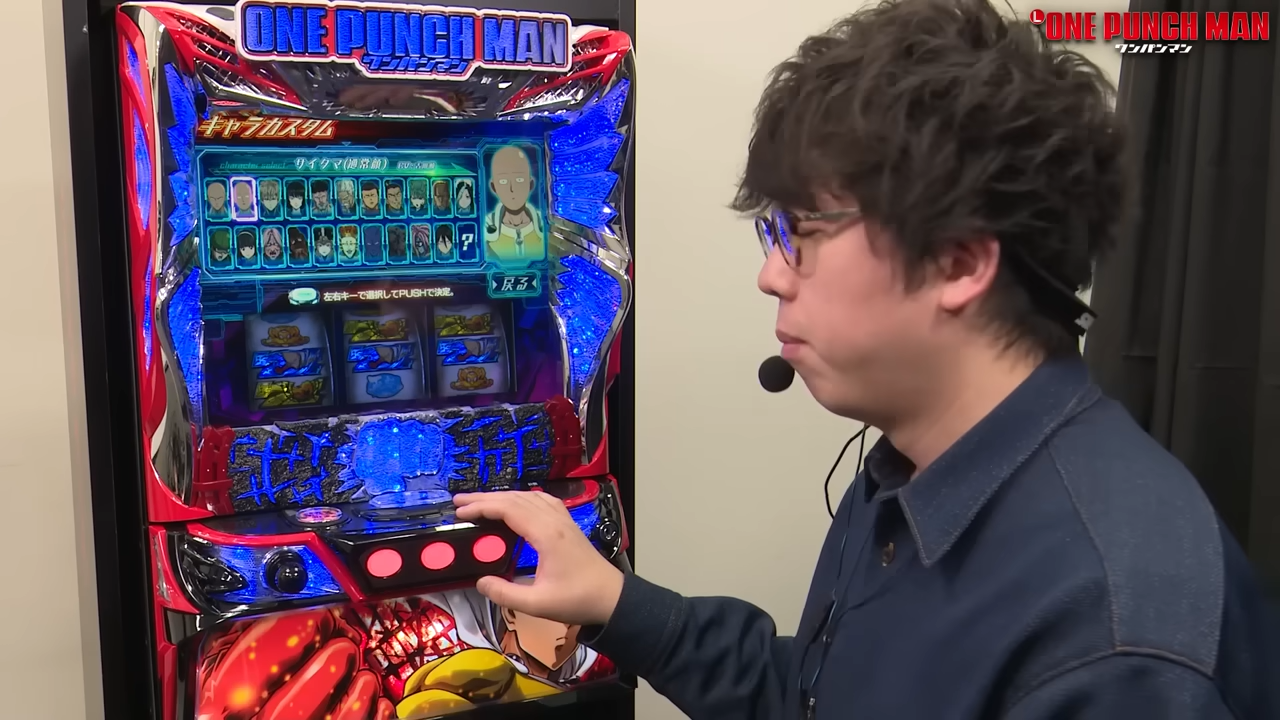 ONE PUNCH MAN
ワンパンマン
L ONE PUNCH MAN
ワンパンマン
キャラカスタム
character select サイタマ(通常顔)
?
戻る
左右キーで選択してPUSHで決定。